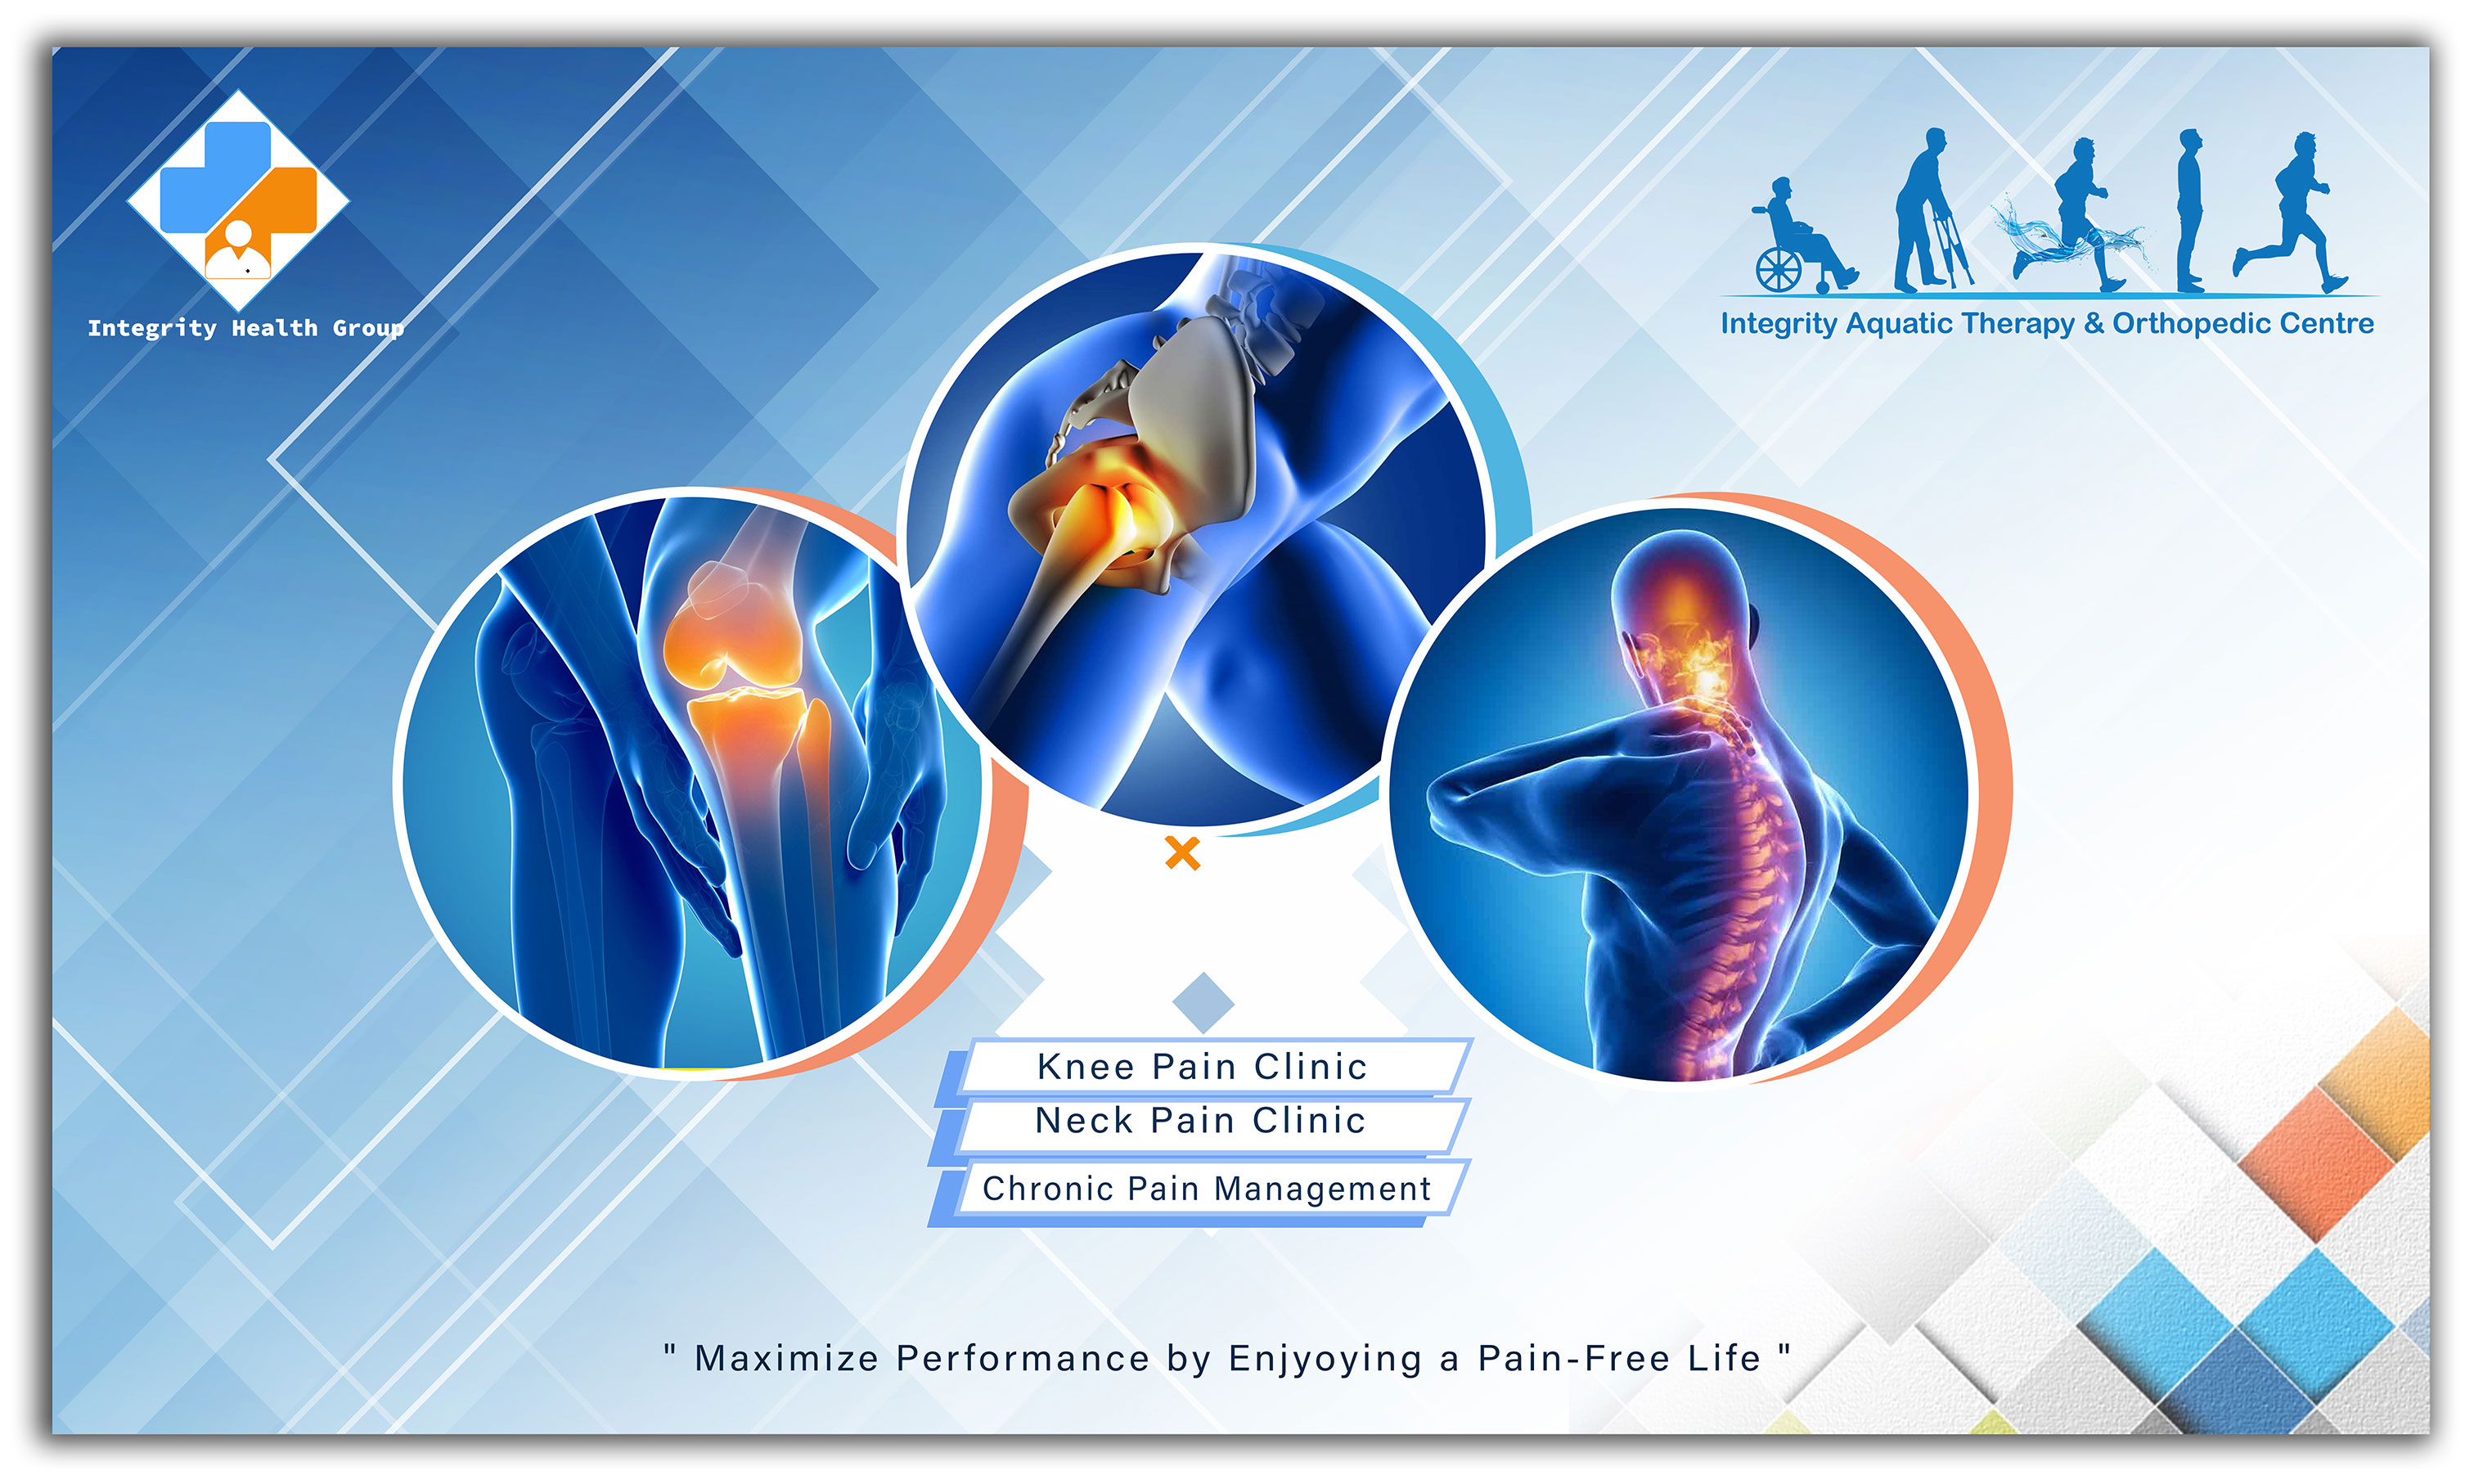 Integrity Health Group
Integrity Aquatic Therapy & Orthopedic Centre
Knee Pain Clinic
Neck Pain Clinic
Chronic Pain Management
" Maximize Performance by Enjyoying a Pain-Free Life "